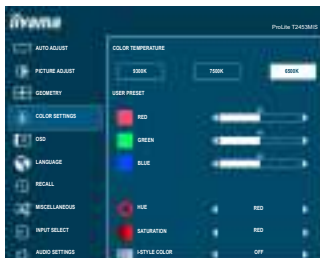 iiyama
ProLite T2453MIS
AUTO ADJUST
COLOR TEMPERATURE
PICTURE ADJUST
9300K 7500K 6500K
GEOMETRY
USER PRESET
COLOR SETTINGS
RED
OSD
GREEN
LANGUAGE
BLUE
RECALL
MISCELLANEOUS
HUE RED
INPUT SELECT
SATURATION RED
AUDIO SETTINGS
I-STYLE COLOR OFF